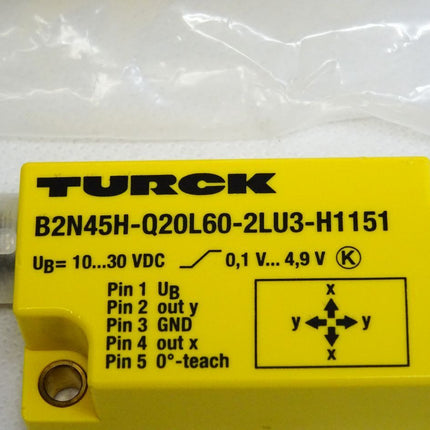 TURCK
B2N45H-Q20L60-2LU3-H1151
UB= 10...30 VDC 0,1 V... 4,9 V K
Pin 1 UB
Pin 2 out y
Pin 3 GND
Pin 4 out x
Pin 5 0°-teach
x
y y
x